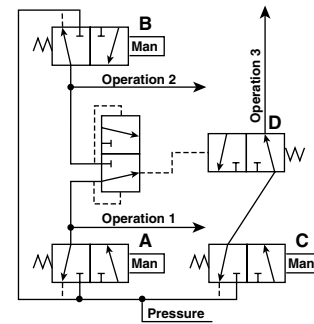 B
Man
Operation 2
Operation 3
D
Operation 1
A
Man
C
Man
Pressure